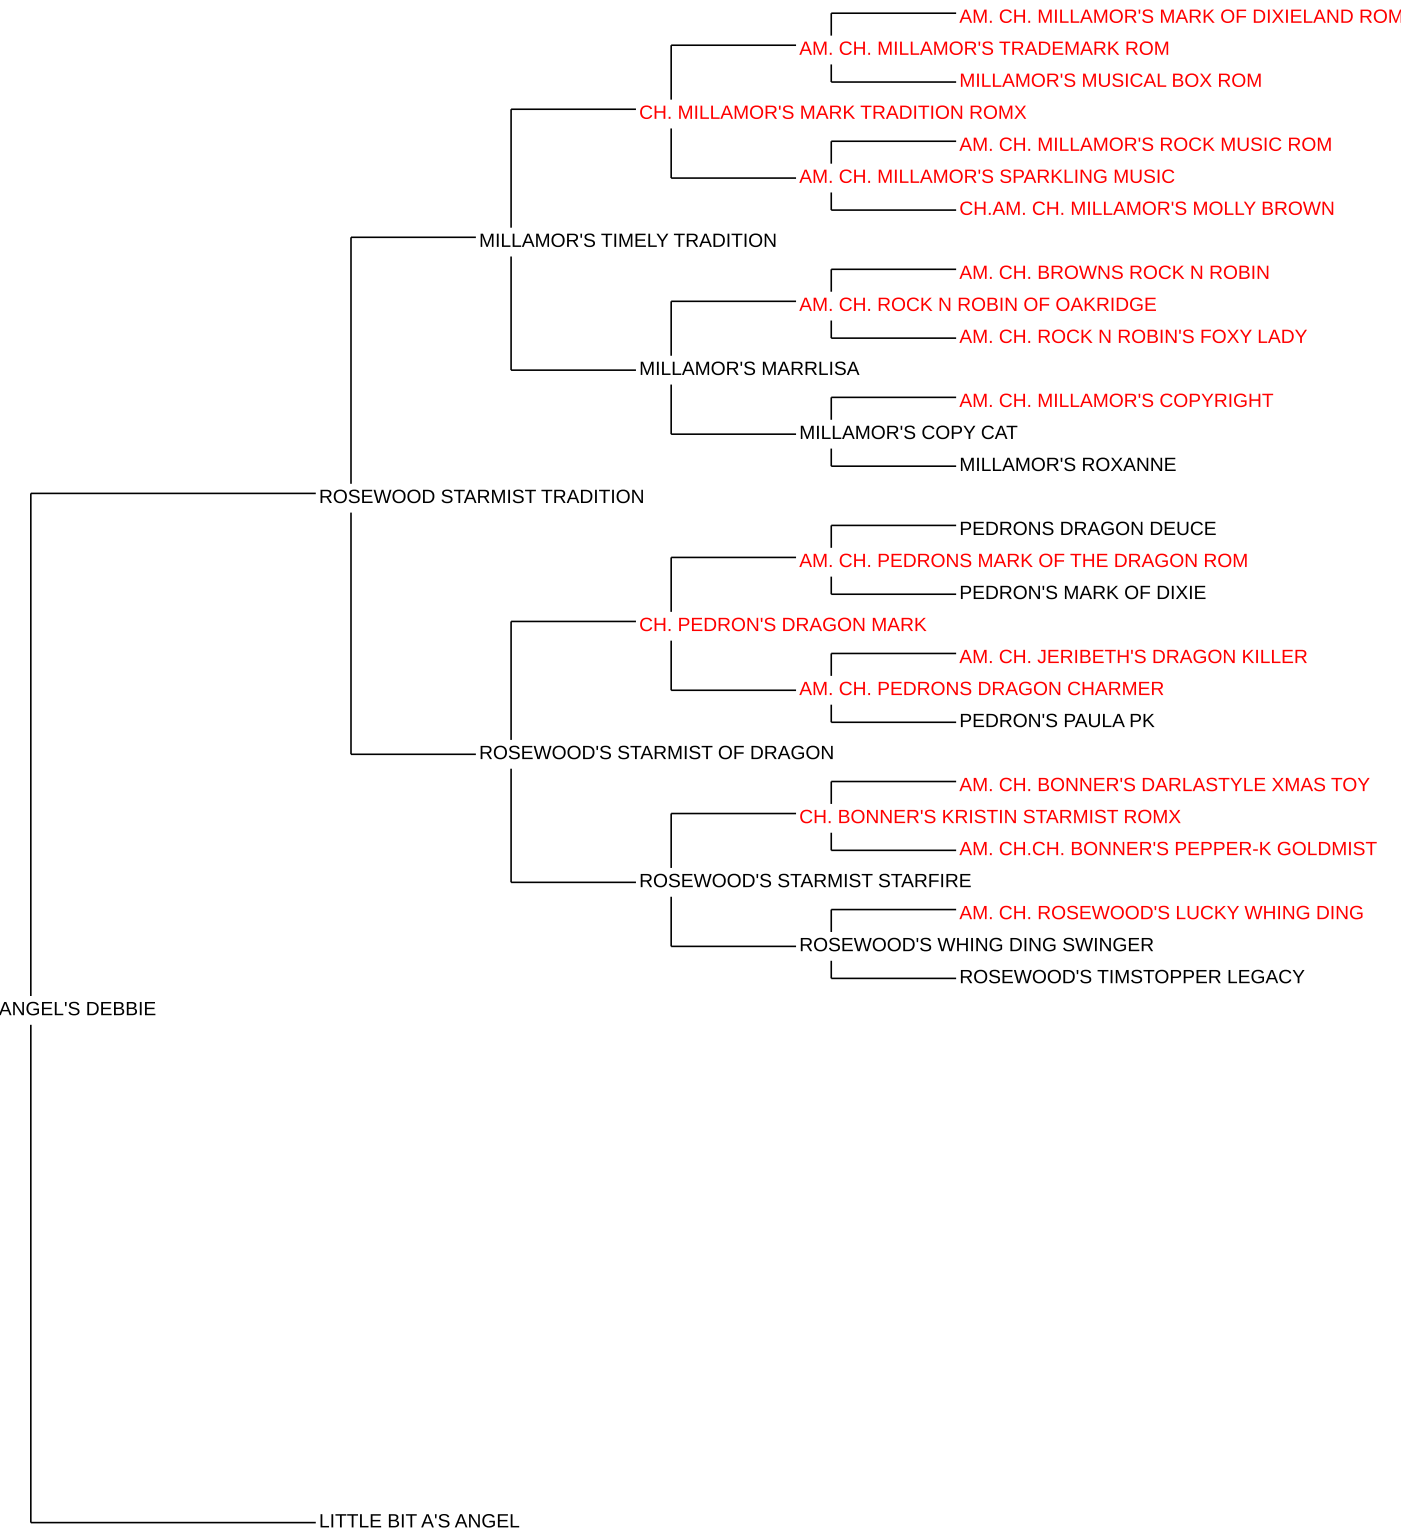 AM. CH. MILLAMOR'S MARK OF DIXIELAND ROM
AM. CH. MILLAMOR'S TRADEMARK ROM
MILLAMOR'S MUSICAL BOX ROM
CH. MILLAMOR'S MARK TRADITION ROMX
AM. CH. MILLAMOR'S ROCK MUSIC ROM
AM. CH. MILLAMOR'S SPARKLING MUSIC
CH.AM. CH. MILLAMOR'S MOLLY BROWN
MILLAMOR'S TIMELY TRADITION
AM. CH. BROWNS ROCK N ROBIN
AM. CH. ROCK N ROBIN OF OAKRIDGE
AM. CH. ROCK N ROBIN'S FOXY LADY
MILLAMOR'S MARRLISA
AM. CH. MILLAMOR'S COPYRIGHT
MILLAMOR'S COPY CAT
MILLAMOR'S ROXANNE
ROSEWOOD STARMIST TRADITION
PEDRONS DRAGON DEUCE
AM. CH. PEDRONS MARK OF THE DRAGON ROM
PEDRON'S MARK OF DIXIE
CH. PEDRON'S DRAGON MARK
AM. CH. JERIBETH'S DRAGON KILLER
AM. CH. PEDRONS DRAGON CHARMER
PEDRON'S PAULA PK
ROSEWOOD'S STARMIST OF DRAGON
AM. CH. BONNER'S DARLASTYLE XMAS TOY
CH. BONNER'S KRISTIN STARMIST ROMX
AM. CH.CH. BONNER'S PEPPER-K GOLDMIST
ROSEWOOD'S STARMIST STARFIRE
AM. CH. ROSEWOOD'S LUCKY WHING DING
ROSEWOOD'S WHING DING SWINGER
ROSEWOOD'S TIMSTOPPER LEGACY
ANGEL'S DEBBIE
LITTLE BIT A'S ANGEL